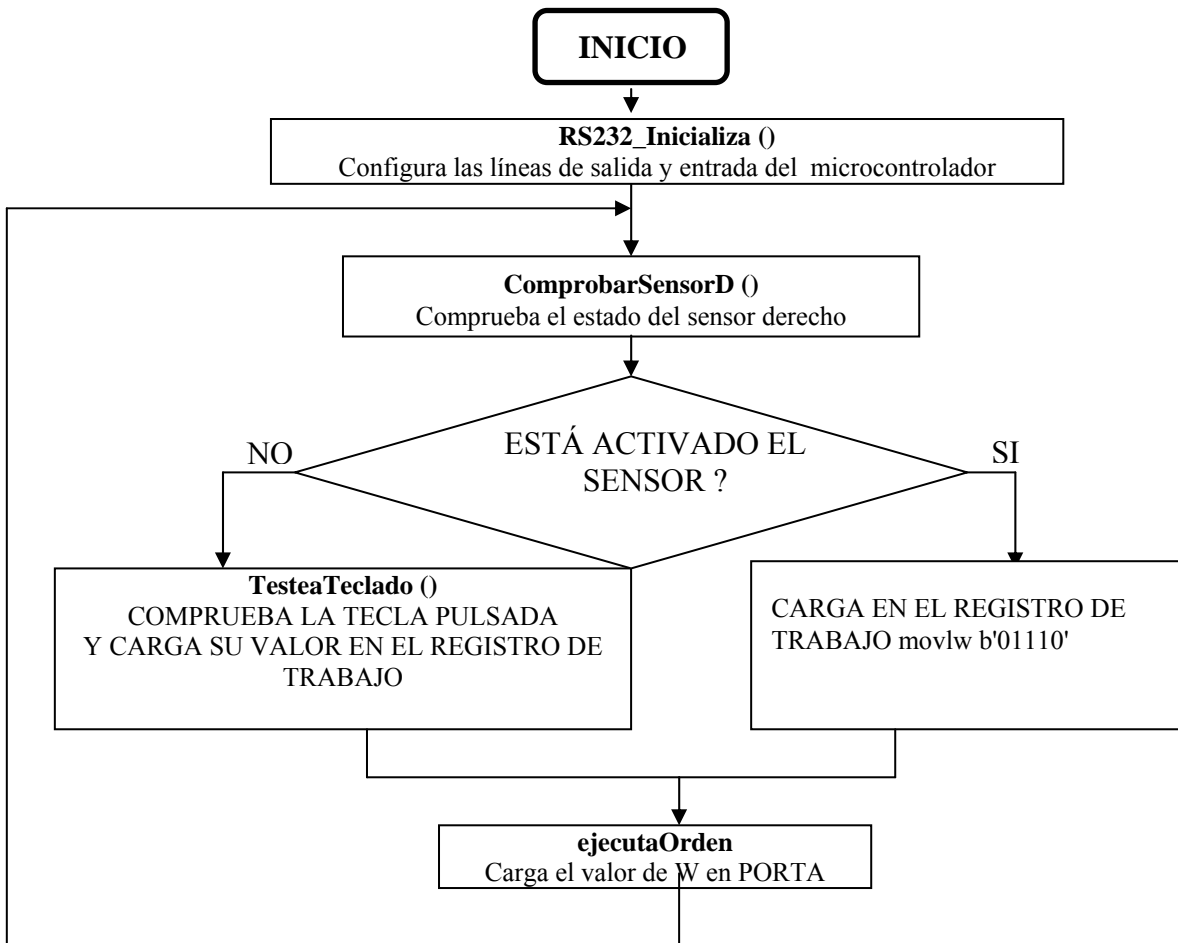 INICIO
RS232_Inicializa ()
Configura las líneas de salida y entrada del microcontrolador
ComprobarSensorD ()
Comprueba el estado del sensor derecho
ESTÁ ACTIVADO EL
SENSOR ?
NO
SI
TesteaTeclado ()
COMPRUEBA LA TECLA PULSADA
Y CARGA SU VALOR EN EL REGISTRO DE
TRABAJO
CARGA EN EL REGISTRO DE
TRABAJO movlw b'01110'
ejecutaOrden
Carga el valor de W en PORTA